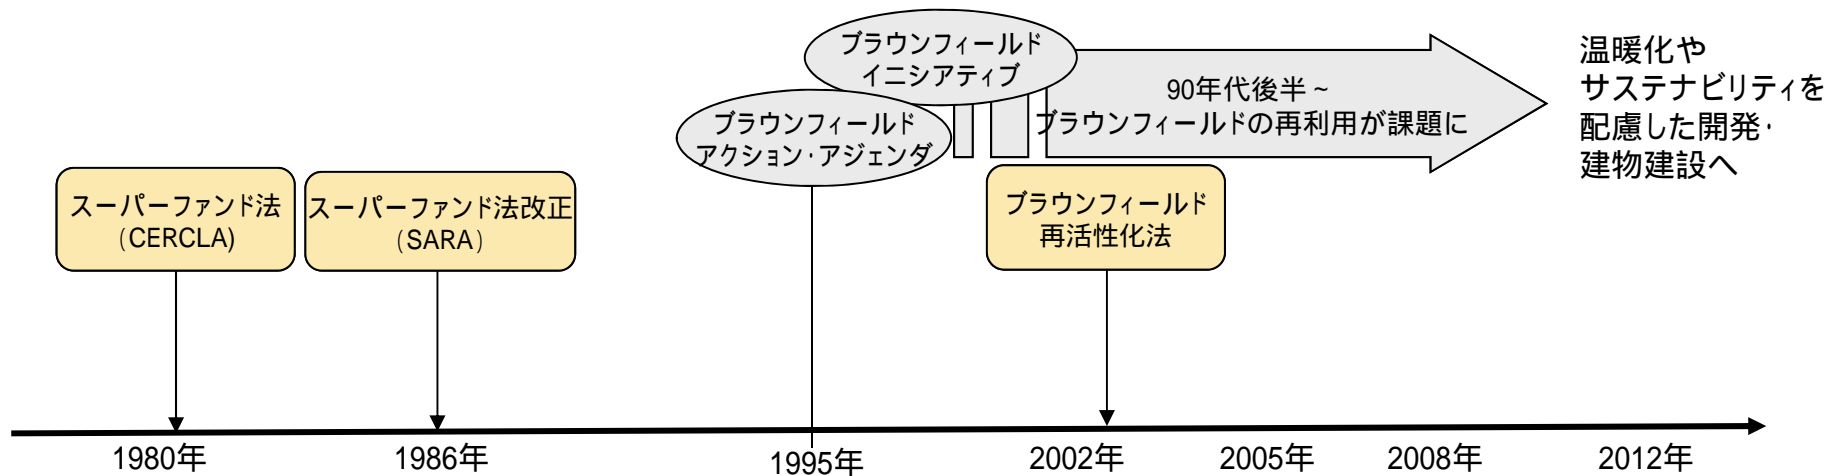 ブラウンフィールド
イニシアティブ
ブラウンフィールド
アクション・アジェンダ
90年代後半~
ブラウンフィールドの再利用が課題に
温暖化や
サステナビリティを
配慮した開発・
建物建設へ
スーパーファンド法
(CERCLA)
スーパーファンド法改正
(SARA)
ブラウンフィールド
再活性化法
1980年
1986年
1995年
2002年
2005年
2008年
2012年